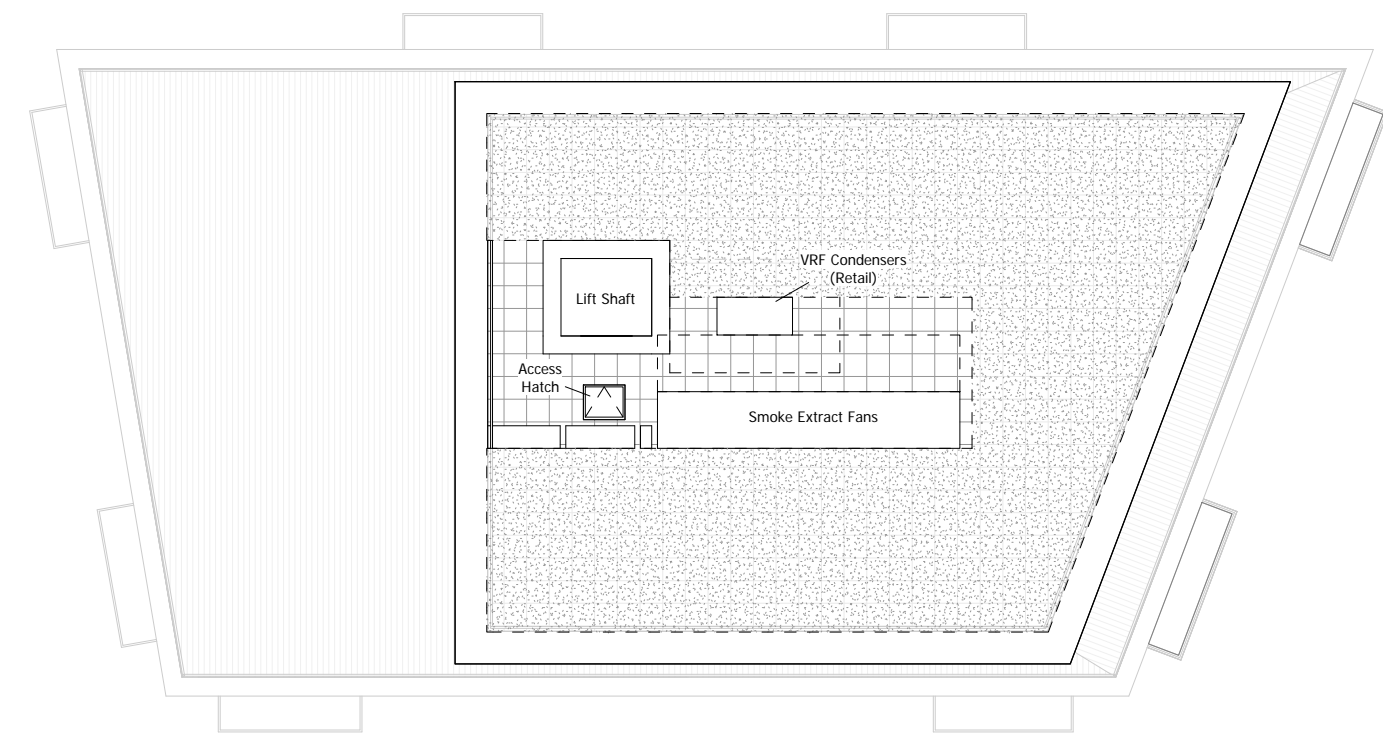 VRF Condensers
(Retail)
Lift Shaft
Access
Hatch
Smoke Extract Fans